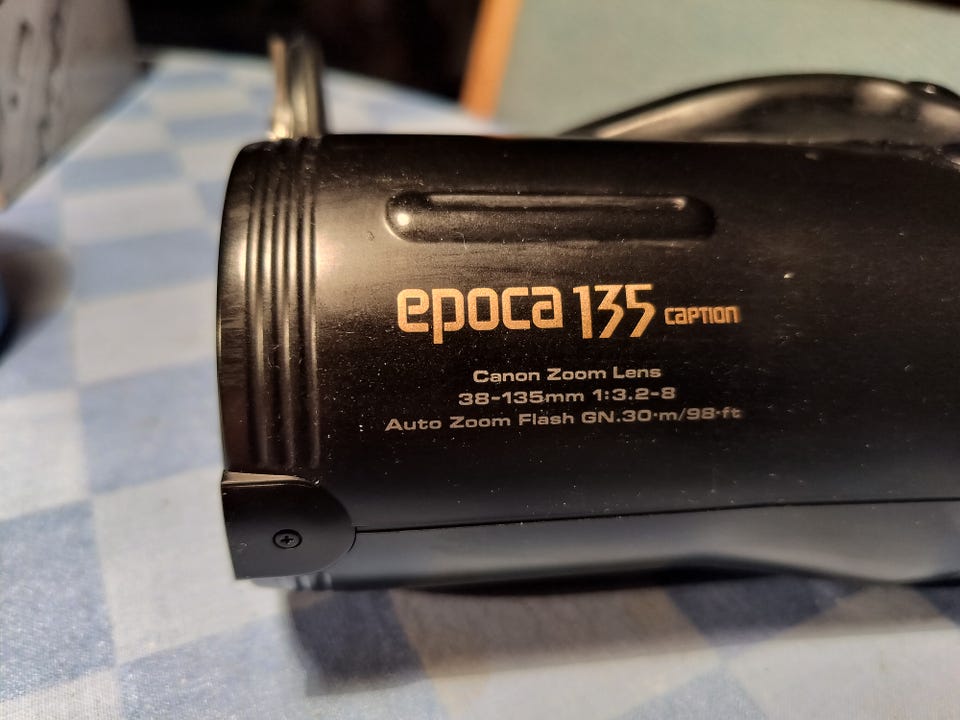 epoca 135 caption
Canon Zoom Lens
38-135mm 1:3.2-8
Auto Zoom Flash GN.30·m/98·ft